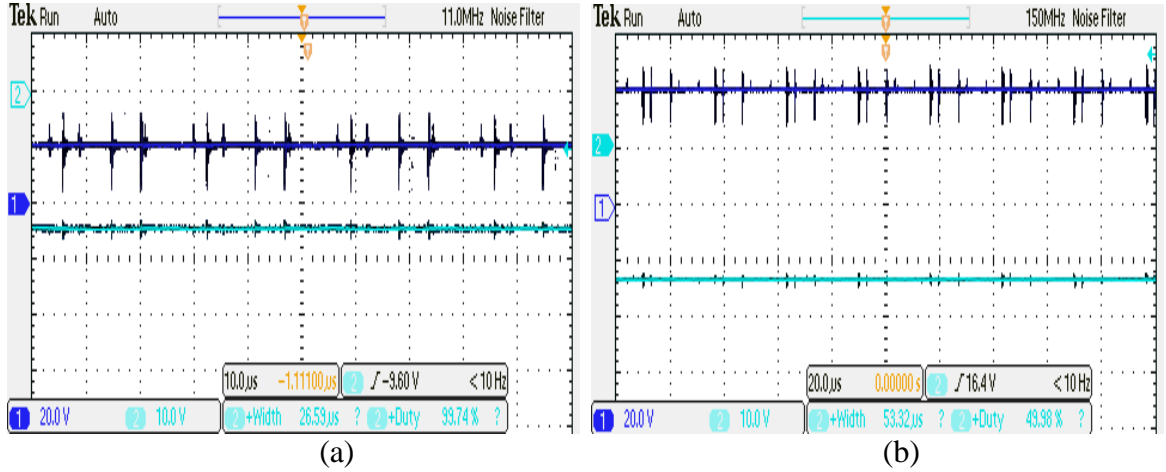 Tek Run Auto 11.0MHz Noise Filter
2
1
10.0µs −1.11100µs 2 −9.60 V < 10 Hz
1 20.0 V 2 10.0 V 2 +Width 26.53µs ? 2 +Duty 99.74 % ?
(a)
Tek Run Auto 150MHz Noise Filter
2
1
20.0µs 0.00000 s 2 16.4 V < 10 Hz
1 20.0 V 2 10.0 V 2 +Width 53.32µs ? 2 +Duty 49.98 % ?
(b)